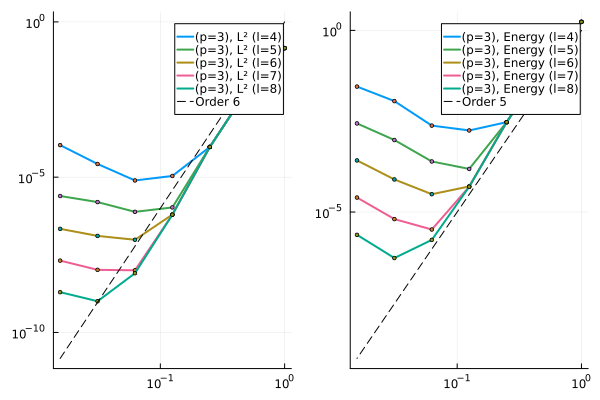 10⁰
10⁻⁵
10⁻¹⁰
10⁻¹
10⁰
(p=3), L² (l=4)
(p=3), L² (l=5)
(p=3), L² (l=6)
(p=3), L² (l=7)
(p=3), L² (l=8)
Order 6
10⁰
10⁻⁵
10⁻¹
10⁰
(p=3), Energy (l=4)
(p=3), Energy (l=5)
(p=3), Energy (l=6)
(p=3), Energy (l=7)
(p=3), Energy (l=8)
Order 5